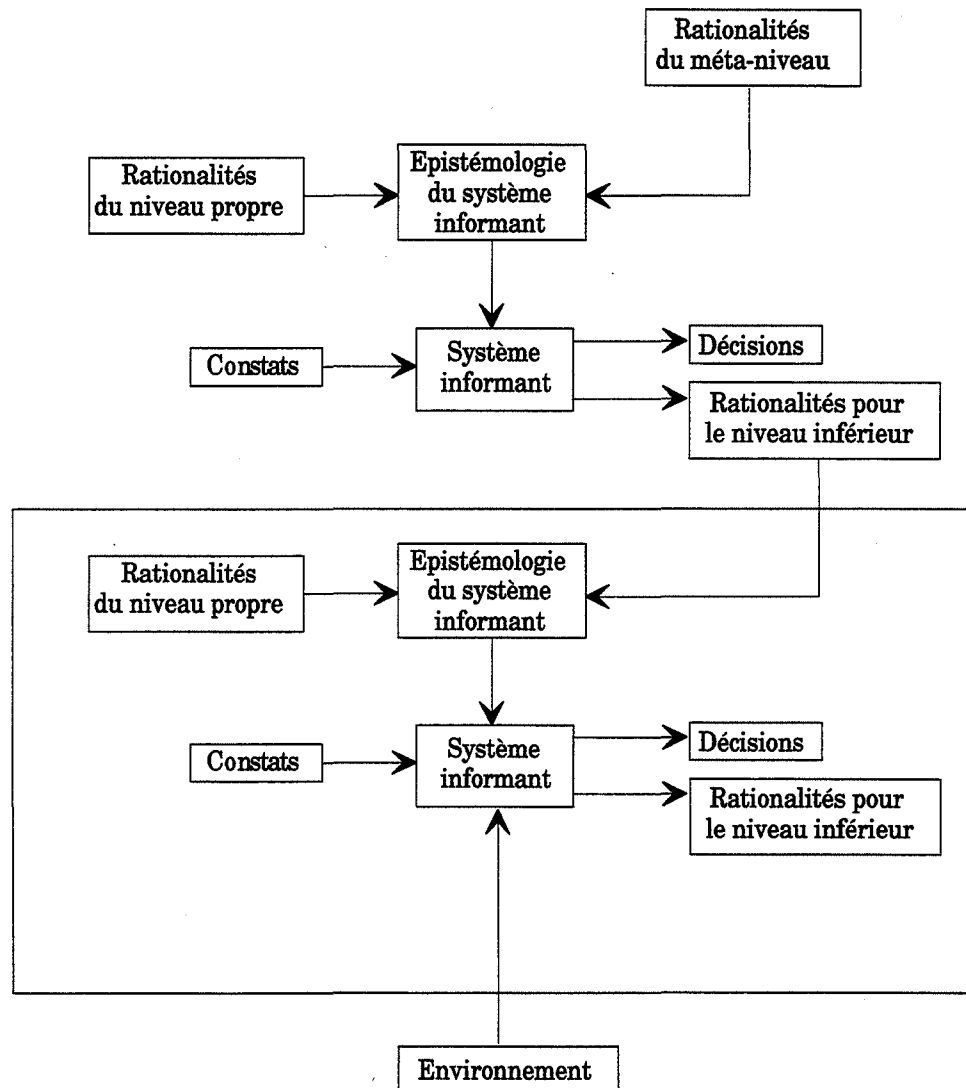 Rationalités
du méta-niveau
Rationalités
du niveau propre
Epistémologie
du système
informant
Constats
Système
informant
Décisions
Rationalités pour
le niveau inférieur
Rationalités
du niveau propre
Epistémologie
du système
informant
Constats
Système
informant
Décisions
Rationalités pour
le niveau inférieur
Environnement